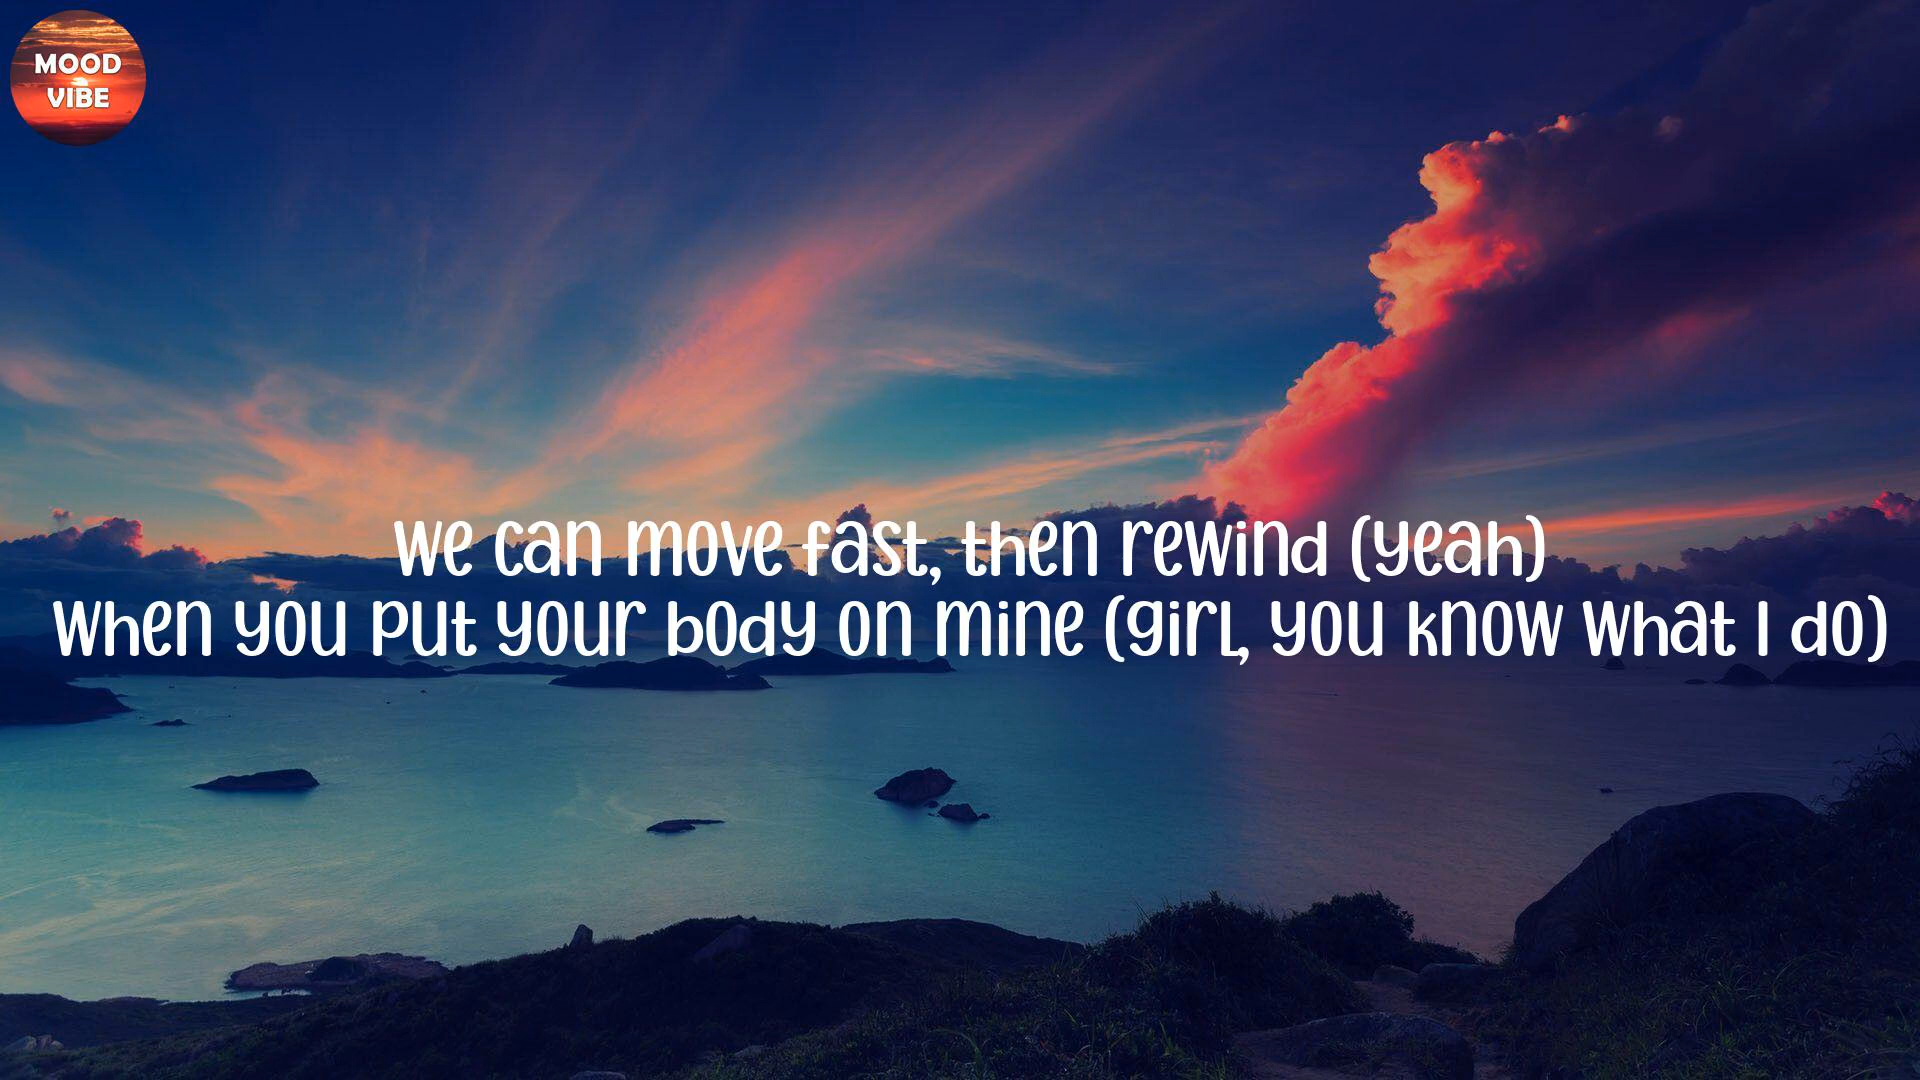 MOOD
VIBE
We can move fast, then rewind (yeah)
When you put your body on mine (girl, you know what I do)